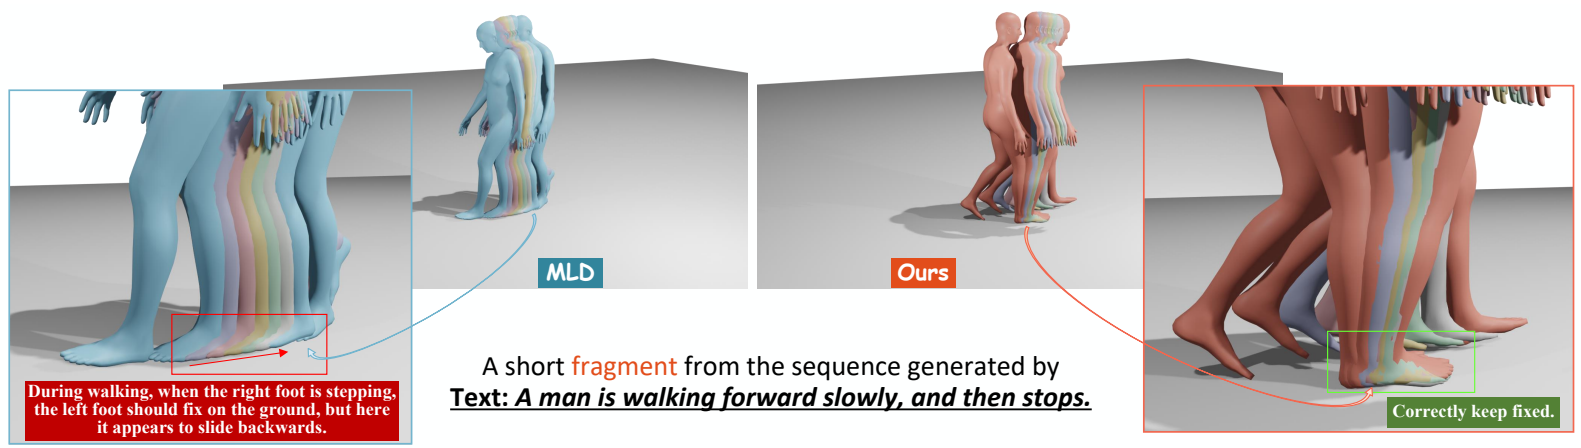 MLD
Ours
During walking, when the right foot is stepping,
the left foot should fix on the ground, but here
it appears to slide backwards.
A short fragment from the sequence generated by
Text: A man is walking forward slowly, and then stops.
Correctly keep fixed.